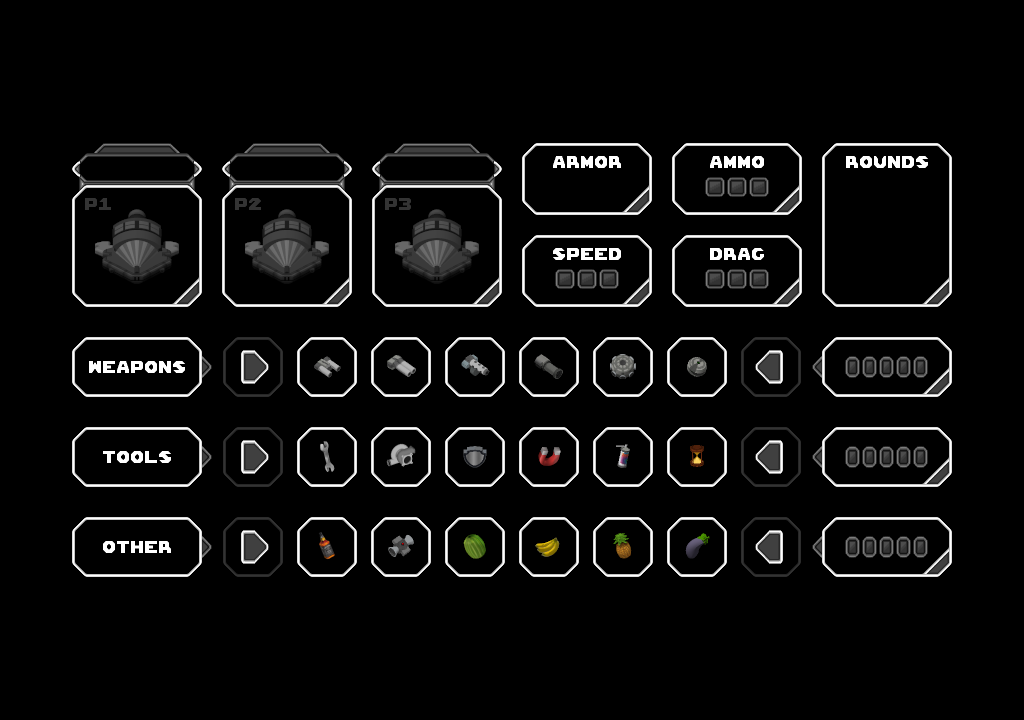 P1
P2
P3
ARMOR
AMMO
ROUNDS
SPEED
DRAG
WEAPONS
TOOLS
OTHER